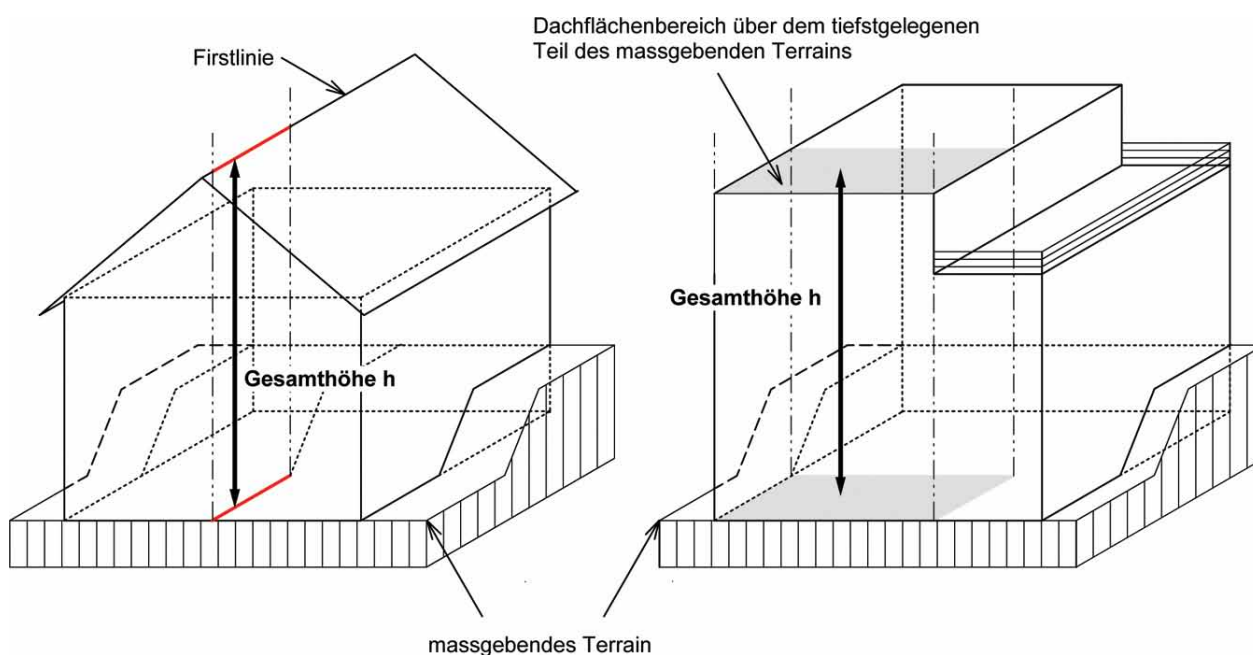 Dachflächenbereich über dem tiefstgelegenen
Teil des massgebenden Terrains
Firstlinie
Gesamthöhe h
Gesamthöhe h
massgebendes Terrain